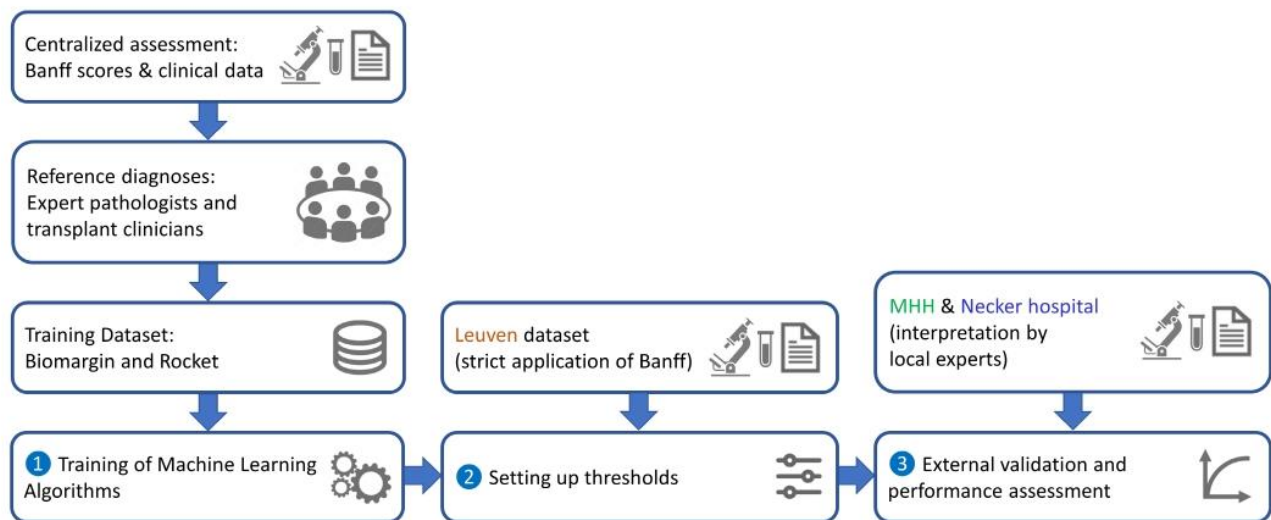 Centralized assessment:
Banff scores & clinical data
Reference diagnoses:
Expert pathologists and
transplant clinicians
Training Dataset:
Biomargin and Rocket
1 Training of Machine Learning
Algorithms
Leuven dataset
(strict application of Banff)
2 Setting up thresholds
MHH & Necker hospital
(interpretation by
local experts)
3 External validation and
performance assessment